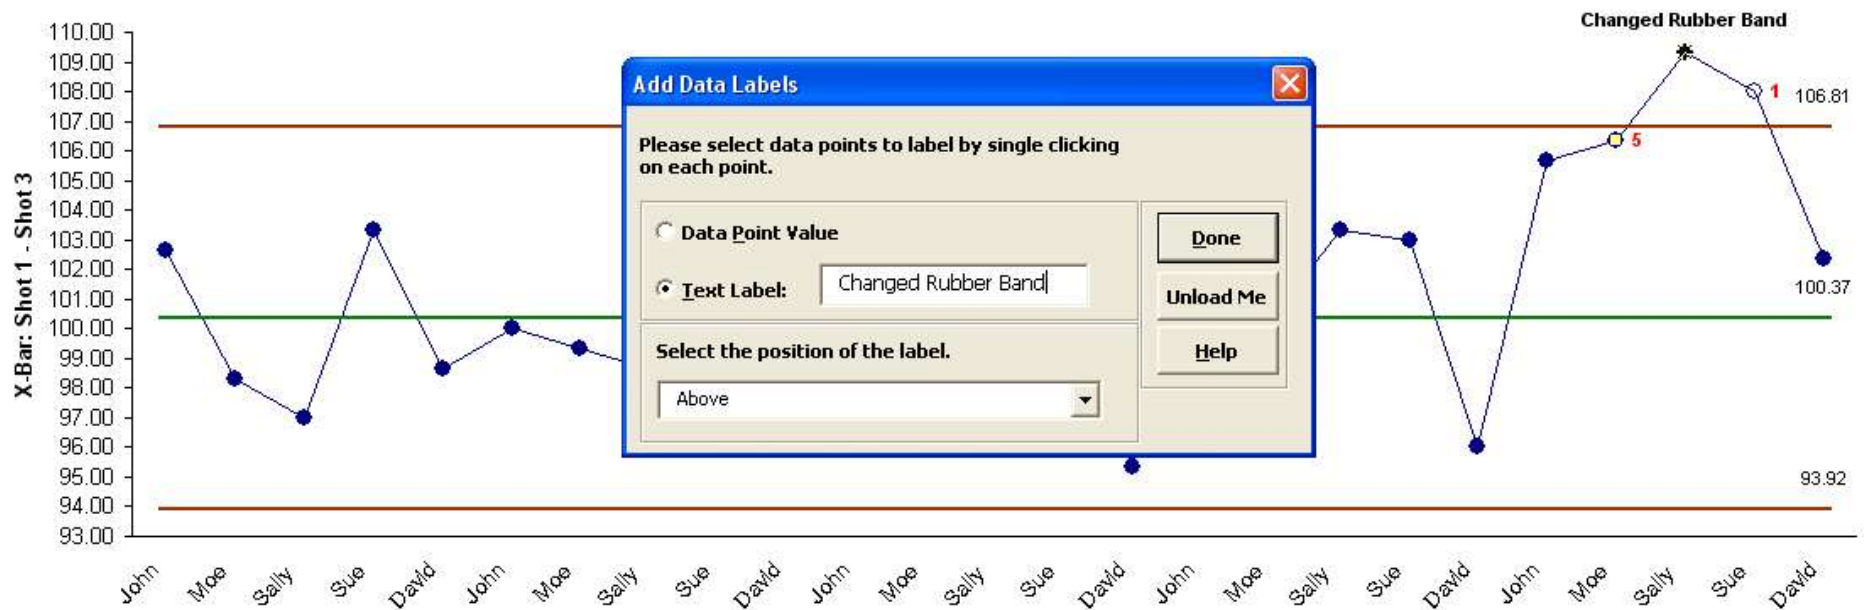 Changed Rubber Band
110.00
109.00
108.00
107.00
106.00
105.00
104.00
103.00
102.00
101.00
100.00
99.00
98.00
97.00
96.00
95.00
94.00
93.00
X-Bar: Shot 1 - Shot 3
Add Data Labels
Please select data points to label by single clicking
on each point.
Data Point Value
Text Label: Changed Rubber Band
Select the position of the label.
Above
Done
Unload Me
Help
5
1
106.81
100.37
93.92
John Moe Sally Sue David John Moe Sally Sue David John Moe Sally Sue David John Moe Sally Sue David John Moe Sally Sue David